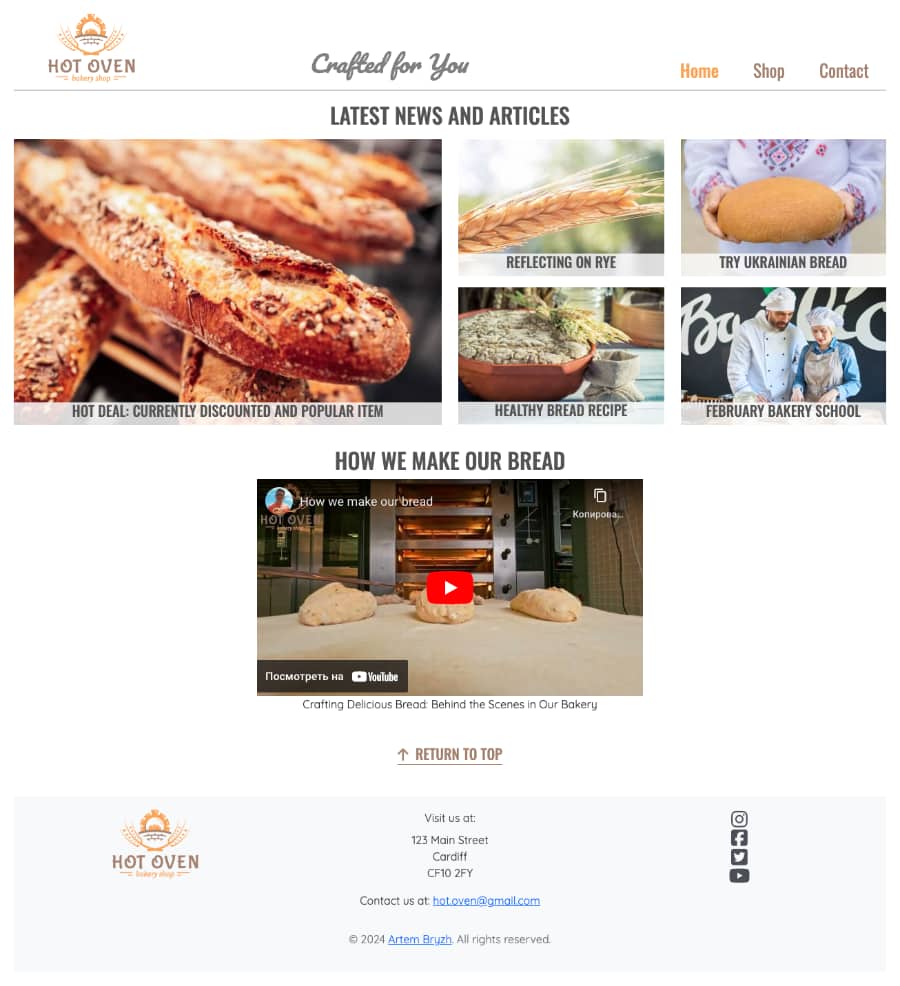 HOT OVEN
bakery shop
Crafted for You
Home
Shop
Contact
LATEST NEWS AND ARTICLES
HOT DEAL: CURRENTLY DISCOUNTED AND POPULAR ITEM
REFLECTING ON RYE
TRY UKRAINIAN BREAD
HEALTHY BREAD RECIPE
FEBRUARY BAKERY SCHOOL
HOW WE MAKE OUR BREAD
How we make our bread
Копирова...
HOT OVEN
bakery shop
Посмотреть на YouTube
Crafting Delicious Bread: Behind the Scenes in Our Bakery
RETURN TO TOP
HOT OVEN
bakery shop
Visit us at:
123 Main Street
Cardiff
CF10 2FY
Contact us at: hot.oven@gmail.com
© 2024 Artem Bryzh. All rights reserved.